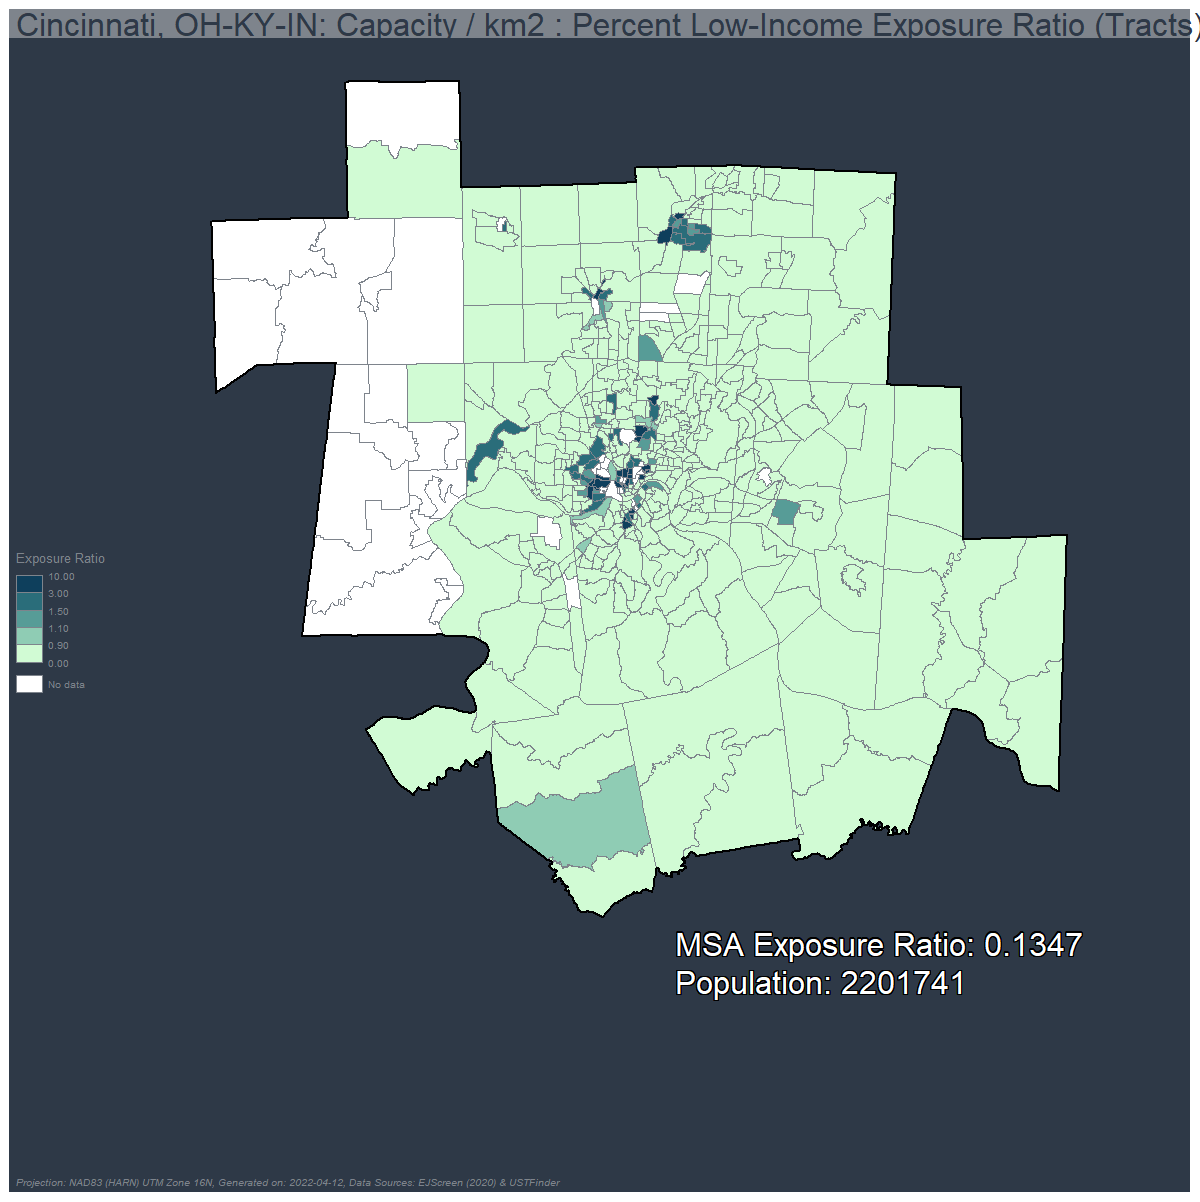 Cincinnati, OH-KY-IN: Capacity / km2 : Percent Low-Income Exposure Ratio (Tracts)
Exposure Ratio
10.00
3.00
1.50
1.10
0.90
0.00
No data
MSA Exposure Ratio: 0.1347
Population: 2201741
Projection: NAD83 (HARN) UTM Zone 16N, Generated on: 2022-04-12, Data Sources: EJScreen (2020) & USTFinder